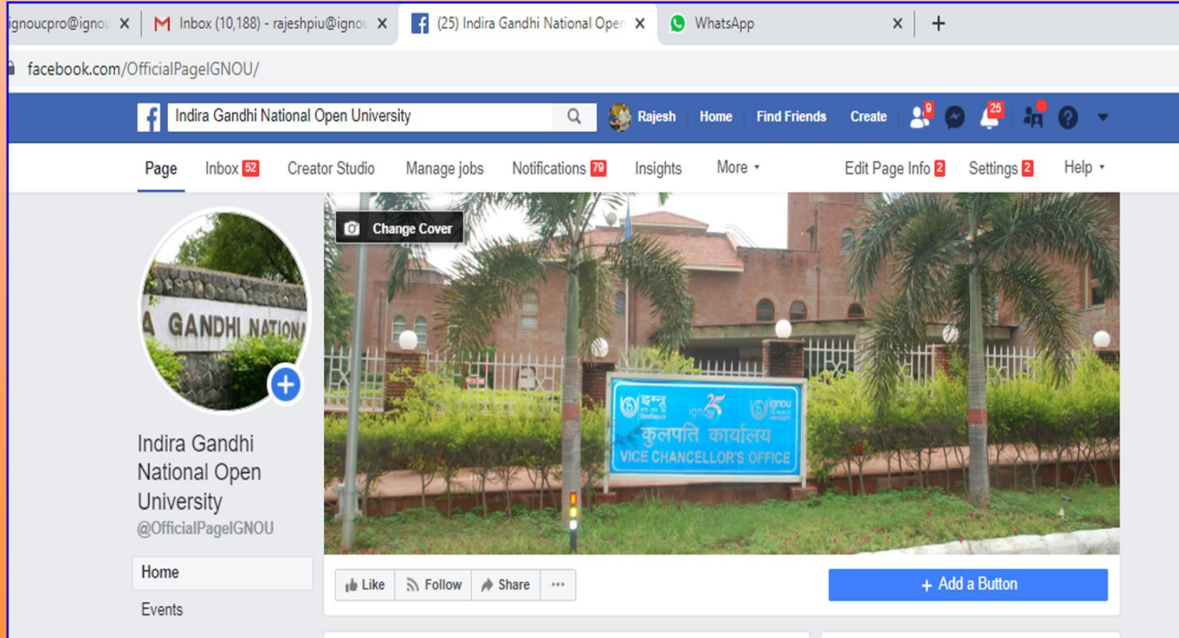 ignoucpro@ignou
Inbox (10,188) - rajeshpiu@ignou
(25) Indira Gandhi National Open
WhatsApp
facebook.com/OfficialPageIGNOU/
Indira Gandhi National Open University
Rajesh Home Find Friends Create 9 25
Page Inbox 52 Creator Studio Manage jobs Notifications 79 Insights More Edit Page Info 2 Settings 2 Help
Change Cover
A GANDHI NATIONA
इग्नू ignou 25 ignou
कुलपति कार्यालय
VICE CHANCELLOR'S OFFICE
Indira Gandhi
National Open
University
@OfficialPageIGNOU
Home
Events
Like Follow Share ...
+ Add a Button